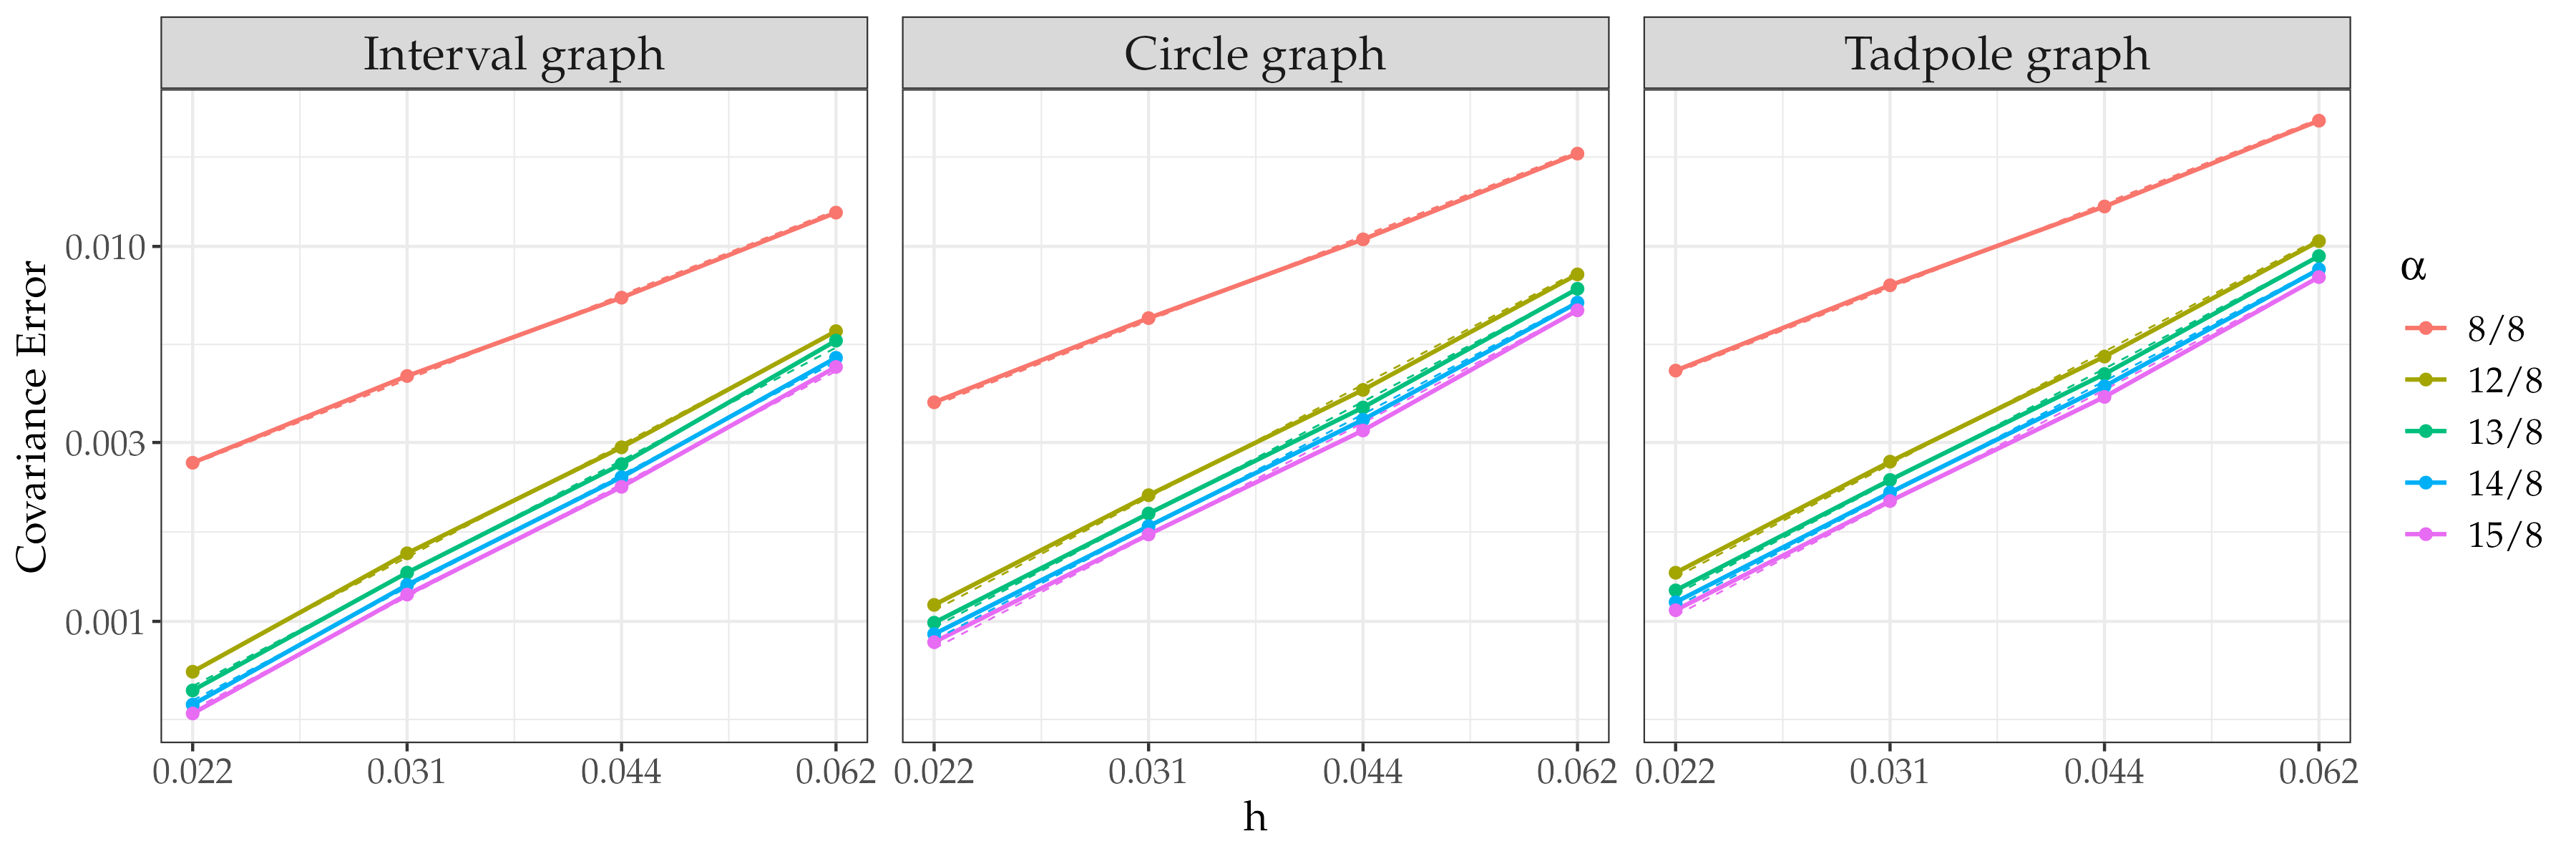 Interval graph
Circle graph
Tadpole graph
Covariance Error
0.010
0.003
0.001
0.022 0.031 0.044 0.062
0.022 0.031 0.044 0.062
0.022 0.031 0.044 0.062
h
α
8/8
12/8
13/8
14/8
15/8